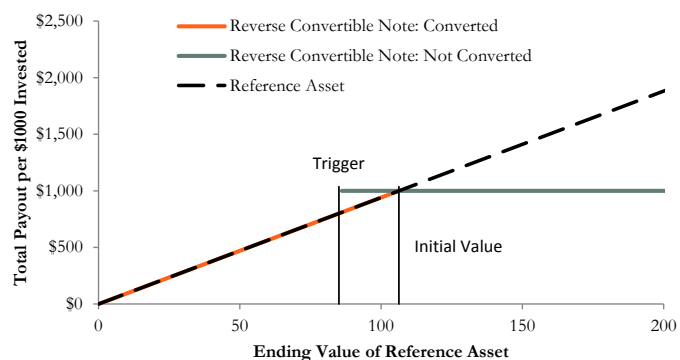 $2,500
Reverse Convertible Note: Converted
Reverse Convertible Note: Not Converted
$2,000
Reference Asset
$1,500
Trigger
$1,000
Initial Value
$500
$0
0 50 100 150 200
Total Payout per $1000 Invested
Ending Value of Reference Asset